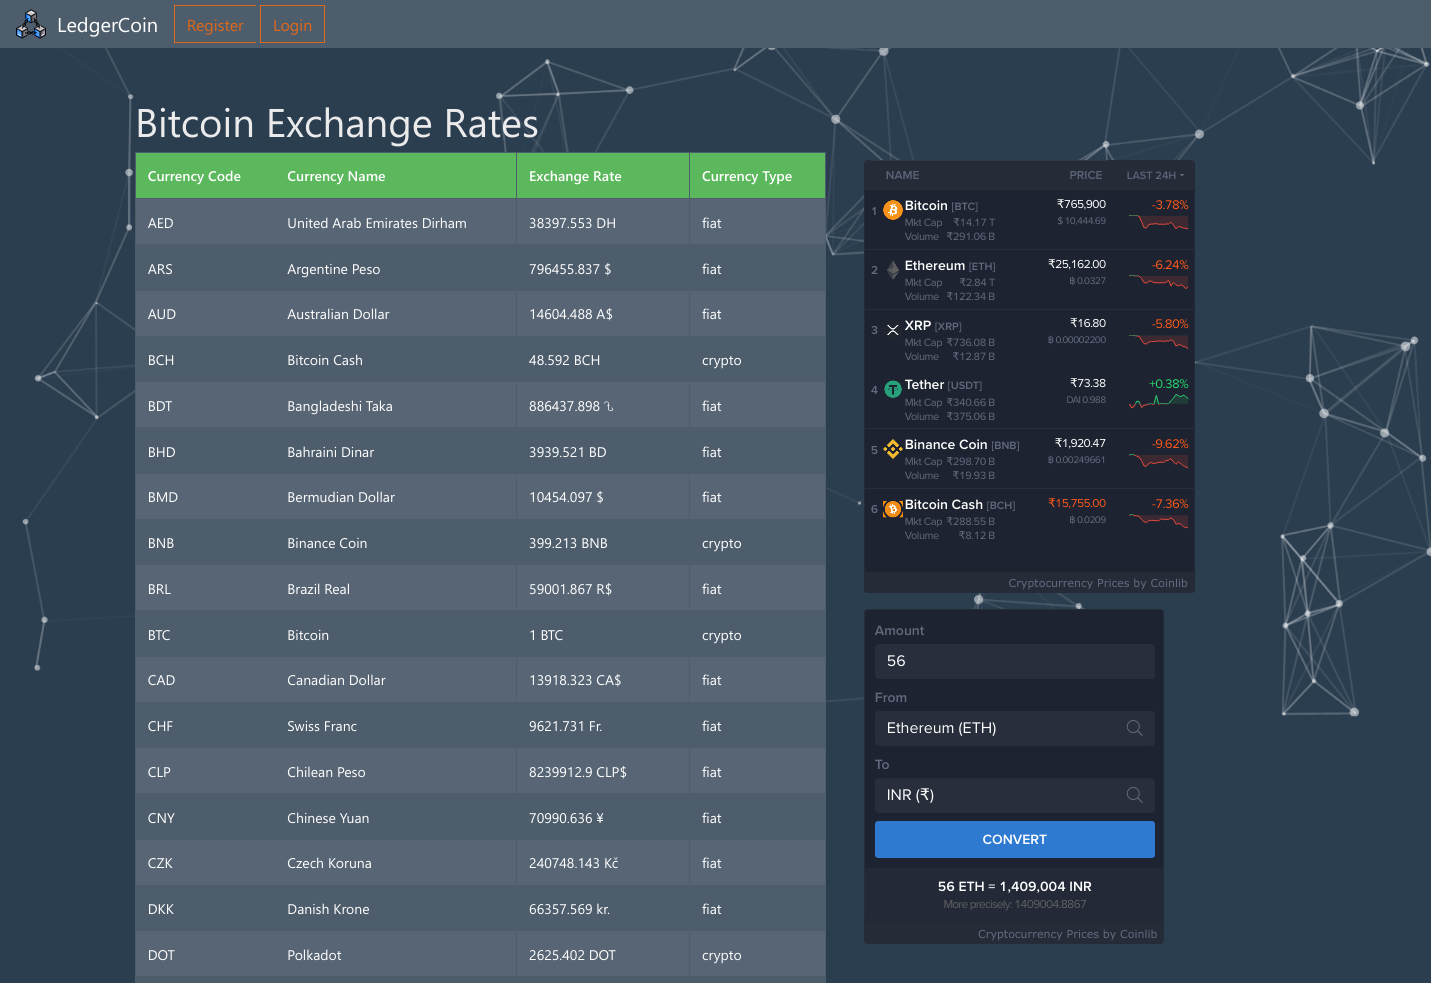 LedgerCoin Register Login
Bitcoin Exchange Rates
Currency Code Currency Name Exchange Rate Currency Type
AED United Arab Emirates Dirham 38397.553 DH fiat
ARS Argentine Peso 796455.837 $ fiat
AUD Australian Dollar 14604.488 A$ fiat
BCH Bitcoin Cash 48.592 BCH crypto
BDT Bangladeshi Taka 886437.898 fiat
BHD Bahraini Dinar 3939.521 BD fiat
BMD Bermudian Dollar 10454.097 $ fiat
BNB Binance Coin 399.213 BNB crypto
BRL Brazil Real 59001.867 R$ fiat
BTC Bitcoin 1 BTC crypto
CAD Canadian Dollar 13918.323 CA$ fiat
CHF Swiss Franc 9621.731 Fr. fiat
CLP Chilean Peso 8239912.9 CLP$ fiat
CNY Chinese Yuan 70990.636 ¥ fiat
CZK Czech Koruna 240748.143 Kč fiat
DKK Danish Krone 66357.569 kr. fiat
DOT Polkadot 2625.402 DOT crypto
NAME PRICE LAST 24H
1 Bitcoin [BTC] ₹765,900 -3.78%
Mkt Cap ₹14.17 T $ 10,444.69
Volume ₹291.06 B
2 Ethereum [ETH] ₹25,162.00 -6.24%
Mkt Cap ₹2.84 T ฿ 0.0327
Volume ₹122.34 B
3 XRP [XRP] ₹16.80 -5.80%
Mkt Cap ₹736.08 B ฿ 0.00002200
Volume ₹12.87 B
4 Tether [USDT] ₹73.38 +0.38%
Mkt Cap ₹340.66 B DAI 0.988
Volume ₹375.06 B
5 Binance Coin [BNB] ₹1,920.47 -9.62%
Mkt Cap ₹298.70 B ฿ 0.00249661
Volume ₹19.93 B
6 Bitcoin Cash [BCH] ₹15,755.00 -7.36%
Mkt Cap ₹288.55 B ฿ 0.0209
Volume ₹8.12 B
Cryptocurrency Prices by Coinlib
Amount
56
From
Ethereum (ETH)
To
INR (₹)
CONVERT
56 ETH = 1,409,004 INR
More precisely: 1409004.8867
Cryptocurrency Prices by Coinlib